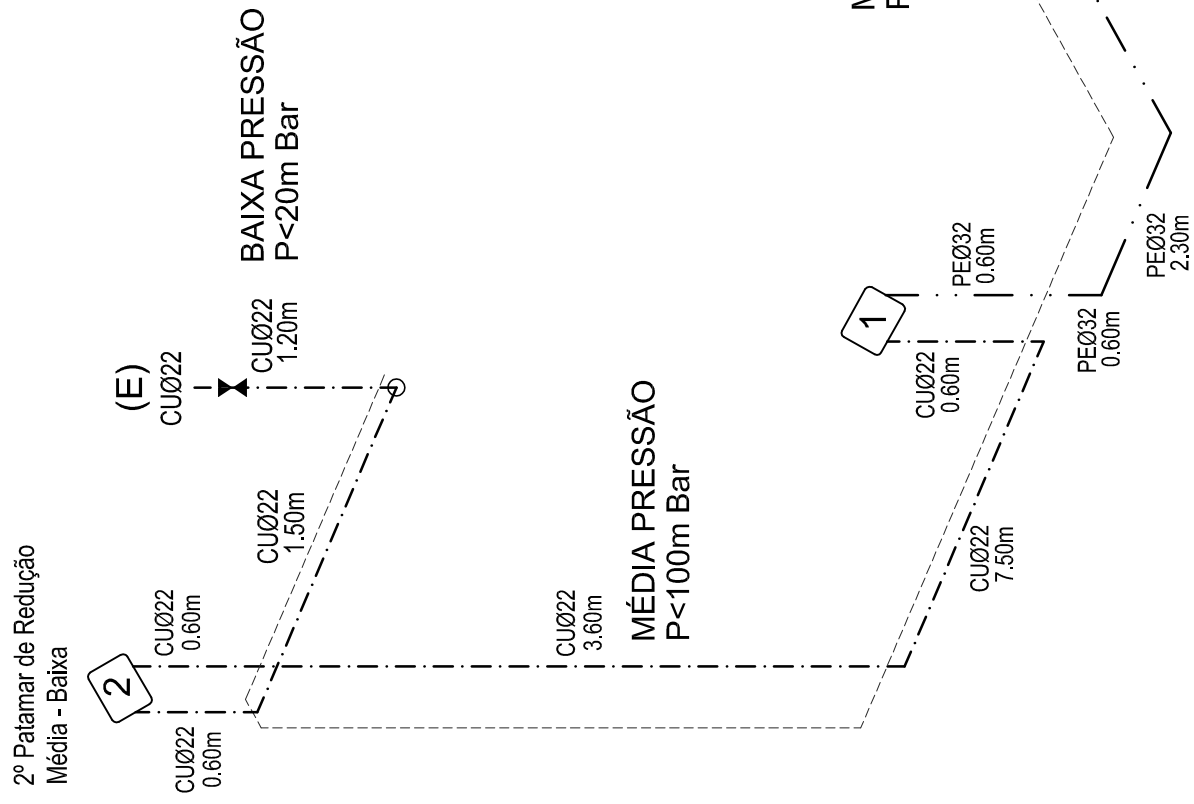 2º Patamar de Redução
Média - Baixa
2
CUØ22
0.60m
CUØ22
0.60m
(E)
CUØ22
CUØ22
1.20m
BAIXA PRESSÃO
P<20m Bar
CUØ22
1.50m
CUØ22
3.60m
MÉDIA PRESSÃO
P<100m Bar
1
CUØ22
0.60m
PEØ32
0.60m
CUØ22
7.50m
PEØ32
0.60m
PEØ32
2.30m